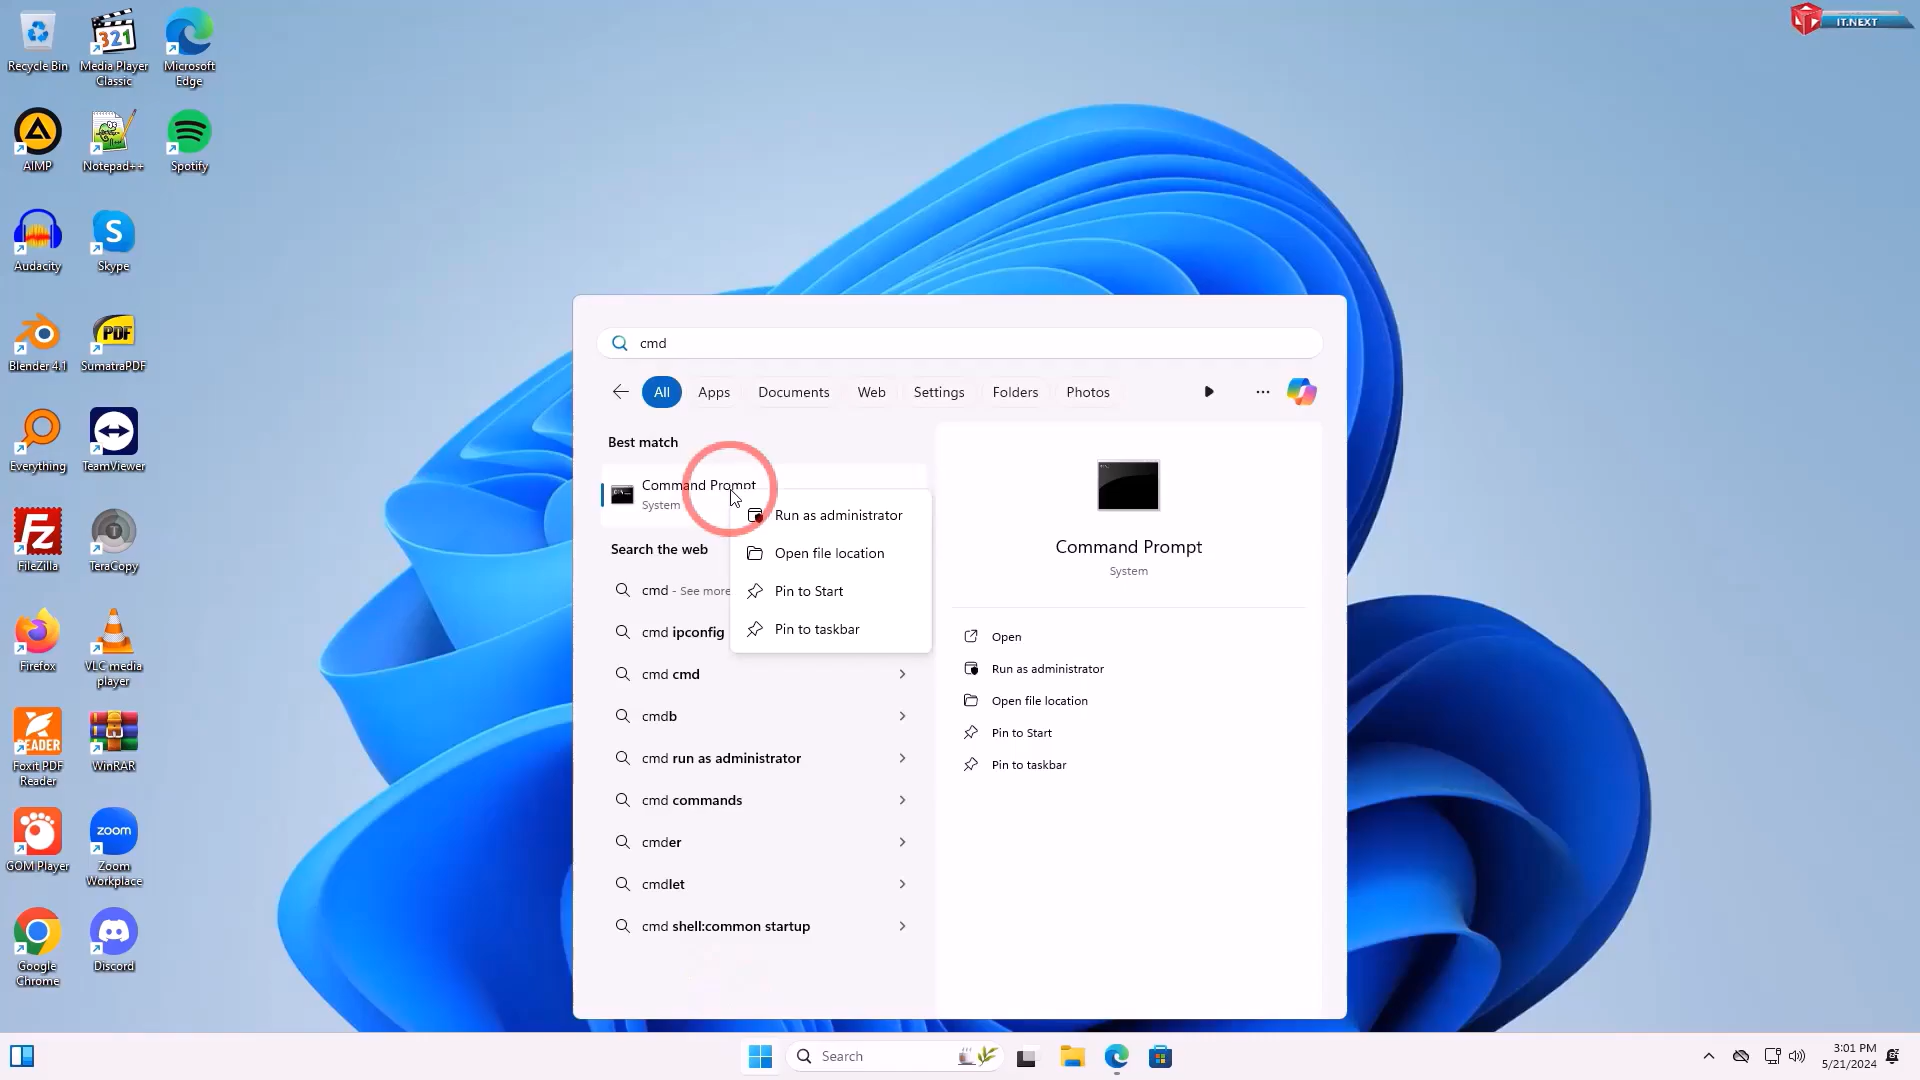 Recycle Bin
Media Player
Classic
Microsoft
Edge
AIMP
Notepad++
Spotify
Audacity
Skype
Blender 4.1
PDF
SumatraPDF
Everything
TeamViewer
FileZilla
TeraCopy
Firefox
VLC media
player
READER
Foxit PDF
Reader
WinRAR
GOM Player
zoom
Zoom
Workplace
Google
Chrome
Discord
321
IT.NEXT
cmd
All
Apps
Documents
Web
Settings
Folders
Photos
Best match
Command Prompt
System
Search the web
cmd - See more
cmd ipconfig
cmd cmd
cmdb
cmd run as administrator
cmd commands
cmder
cmdlet
cmd shell:common startup
Run as administrator
Open file location
Pin to Start
Pin to taskbar
Command Prompt
System
Open
Run as administrator
Open file location
Pin to Start
Pin to taskbar
Search
3:01 PM
5/21/2024